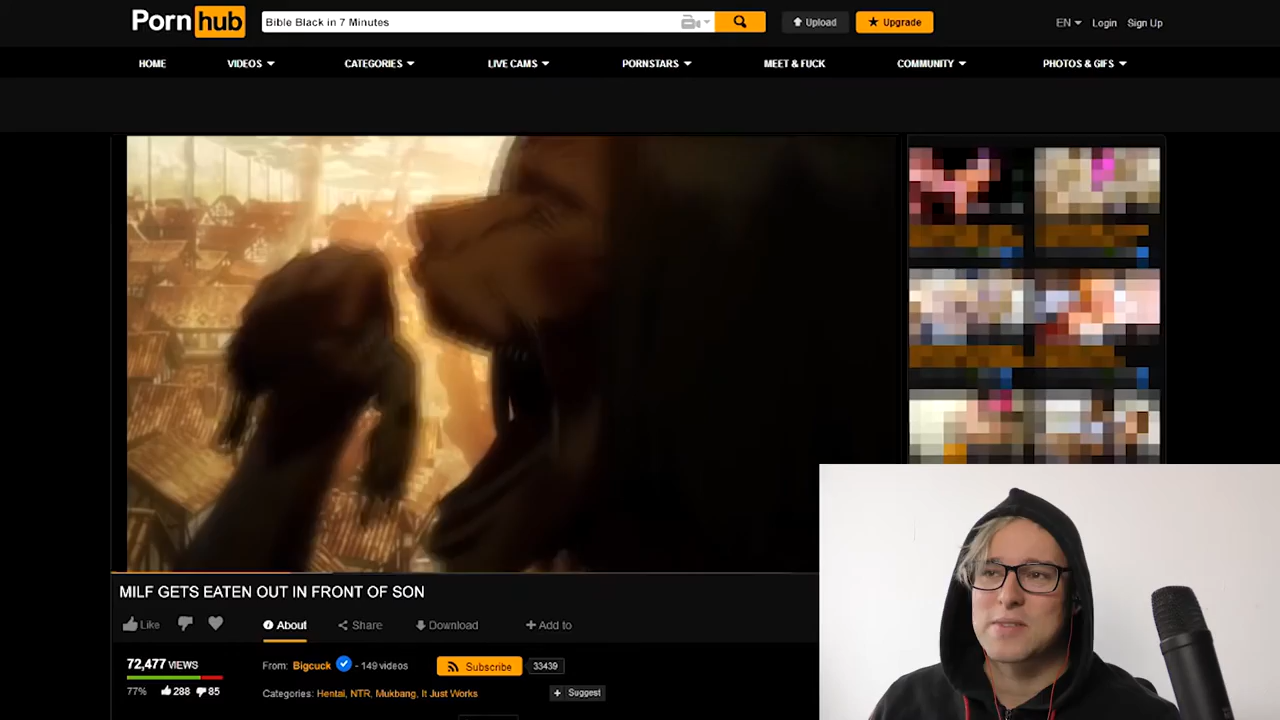 Porn hub
Bible Black in 7 Minutes
Upload
Upgrade
EN
Login
Sign Up
HOME
VIDEOS
CATEGORIES
LIVE CAMS
PORNSTARS
MEET & FUCK
COMMUNITY
PHOTOS & GIFS
MILF GETS EATEN OUT IN FRONT OF SON
Like
About
Share
Download
+ Add to
72,477 VIEWS
77%
288
85
From: Bigcuck - 149 videos
Subscribe
33439
Categories: Hentai, NTR, Mukbang, It Just Works
+ Suggest